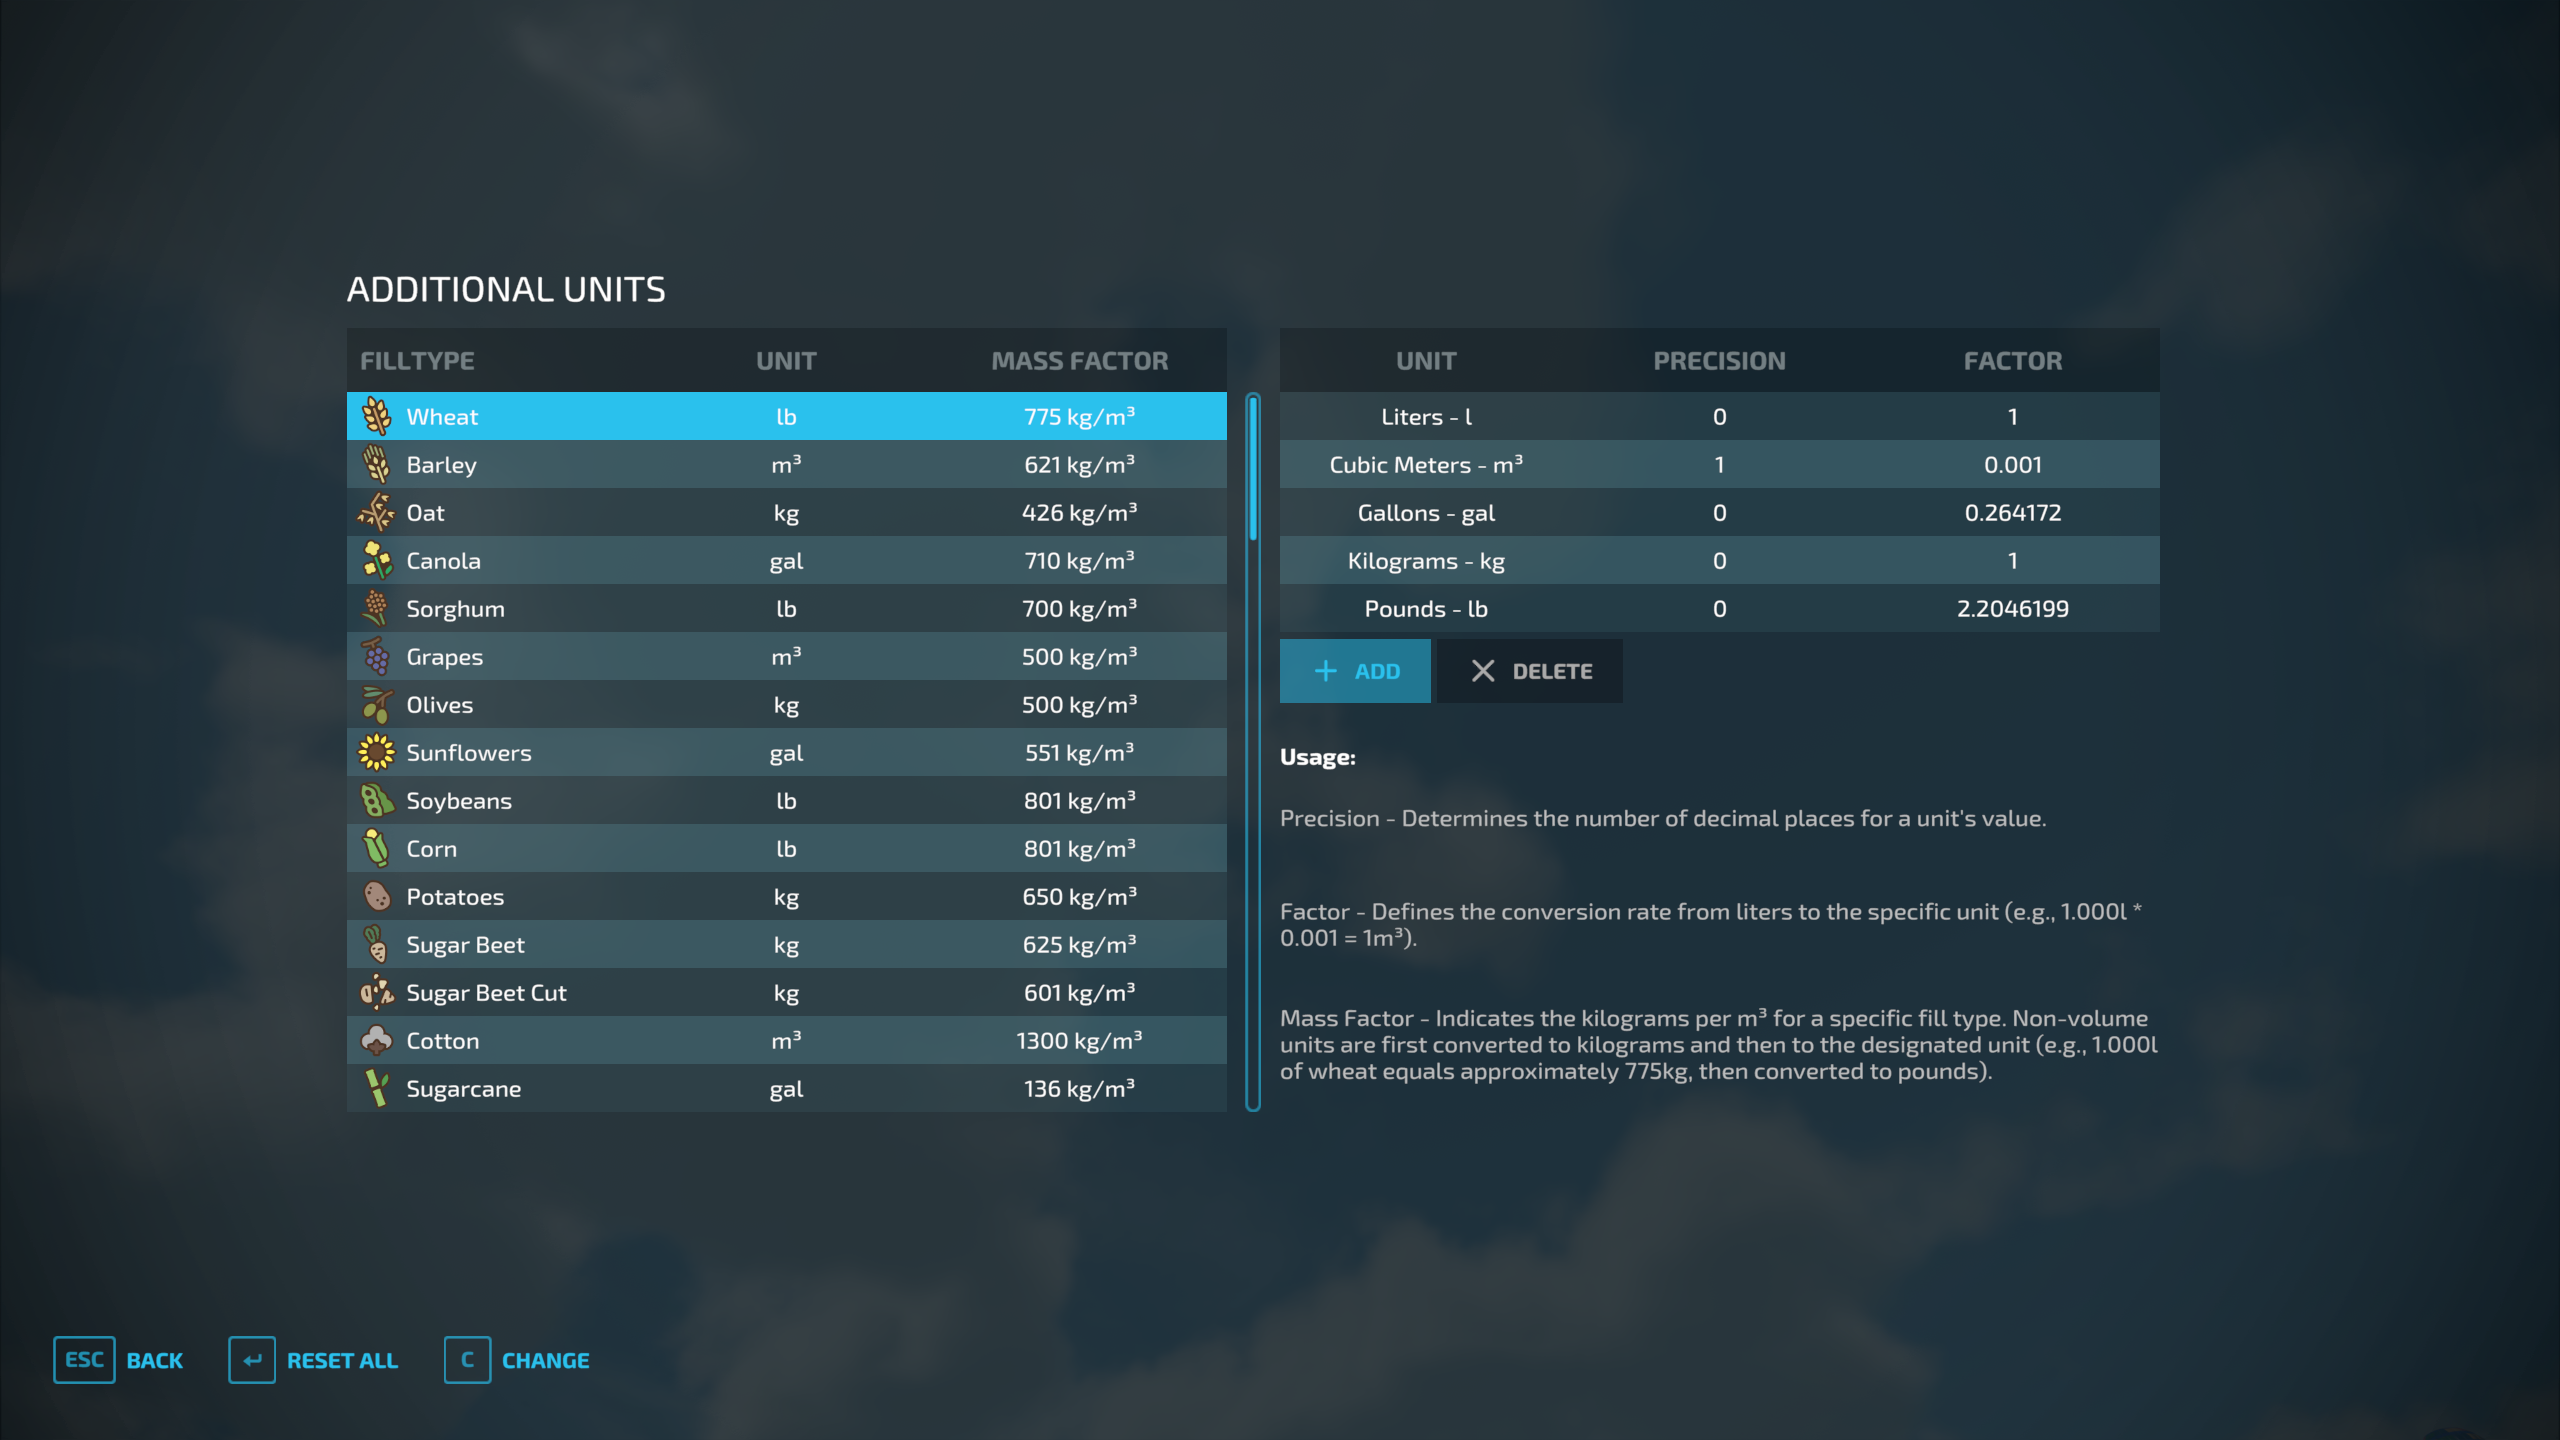 ADDITIONAL UNITS
FILLTYPE UNIT MASS FACTOR
Wheat lb 775 kg/m³
Barley m³ 621 kg/m³
Oat kg 426 kg/m³
Canola gal 710 kg/m³
Sorghum lb 700 kg/m³
Grapes m³ 500 kg/m³
Olives kg 500 kg/m³
Sunflowers gal 551 kg/m³
Soybeans lb 801 kg/m³
Corn lb 801 kg/m³
Potatoes kg 650 kg/m³
Sugar Beet kg 625 kg/m³
Sugar Beet Cut kg 601 kg/m³
Cotton m³ 1300 kg/m³
Sugarcane gal 136 kg/m³
UNIT PRECISION FACTOR
Liters - l 0 1
Cubic Meters - m³ 1 0.001
Gallons - gal 0 0.264172
Kilograms - kg 0 1
Pounds - lb 0 2.2046199
+ ADD X DELETE
Usage:
Precision - Determines the number of decimal places for a unit's value.
Factor - Defines the conversion rate from liters to the specific unit (e.g., 1.000l *
0.001 = 1m³).
Mass Factor - Indicates the kilograms per m³ for a specific fill type. Non-volume
units are first converted to kilograms and then to the designated unit (e.g., 1.000l
of wheat equals approximately 775kg, then converted to pounds).
ESC BACK ↵ RESET ALL C CHANGE